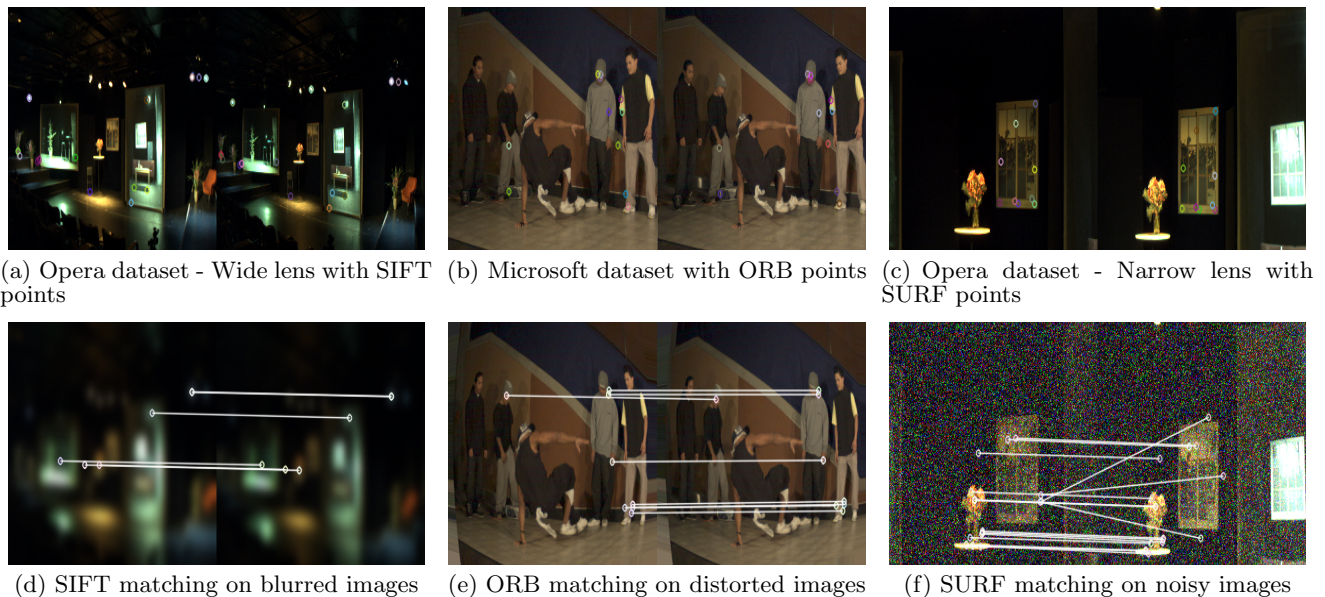 (a) Opera dataset - Wide lens with SIFT
points
(b) Microsoft dataset with ORB points
(c) Opera dataset - Narrow lens with
SURF points
(d) SIFT matching on blurred images
(e) ORB matching on distorted images
(f) SURF matching on noisy images